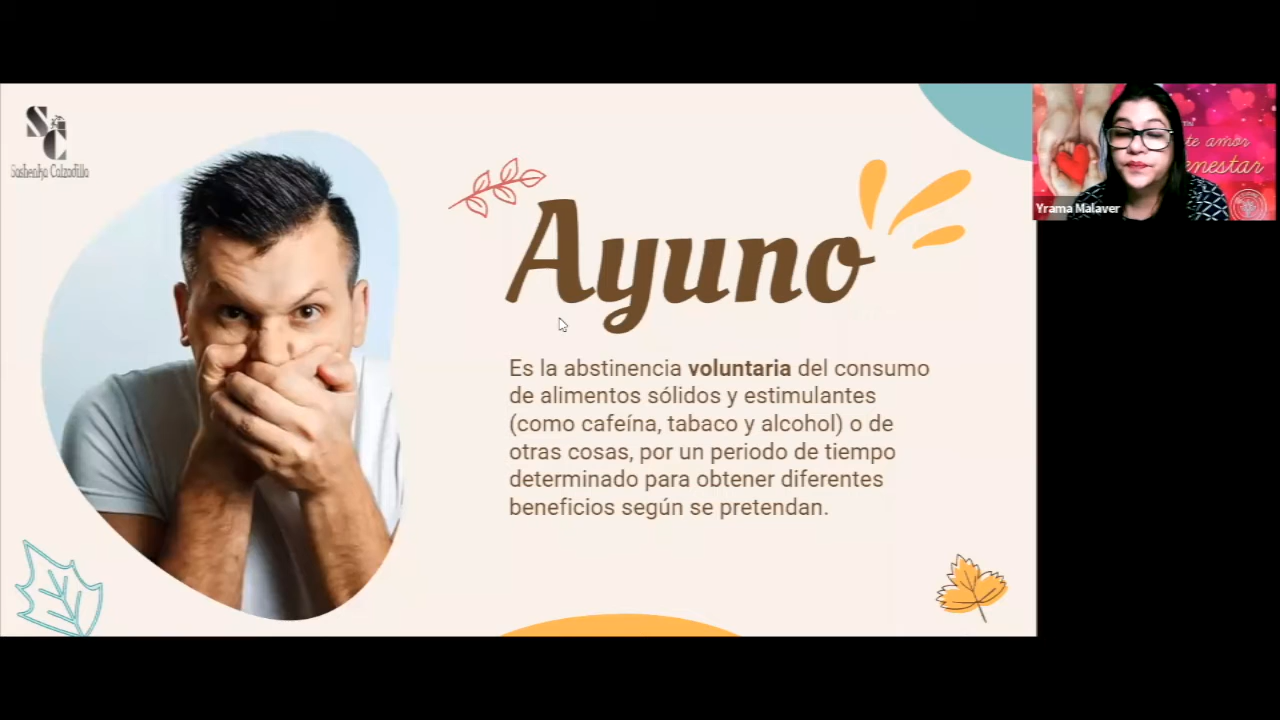 SC
Sashenka Calzadilla
Ayuno
Es la abstinencia voluntaria del consumo
de alimentos sólidos y estimulantes
(como cafeína, tabaco y alcohol) o de
otras cosas, por un periodo de tiempo
determinado para obtener diferentes
beneficios según se pretendan.
te amor
enestar
Yrama Malaver